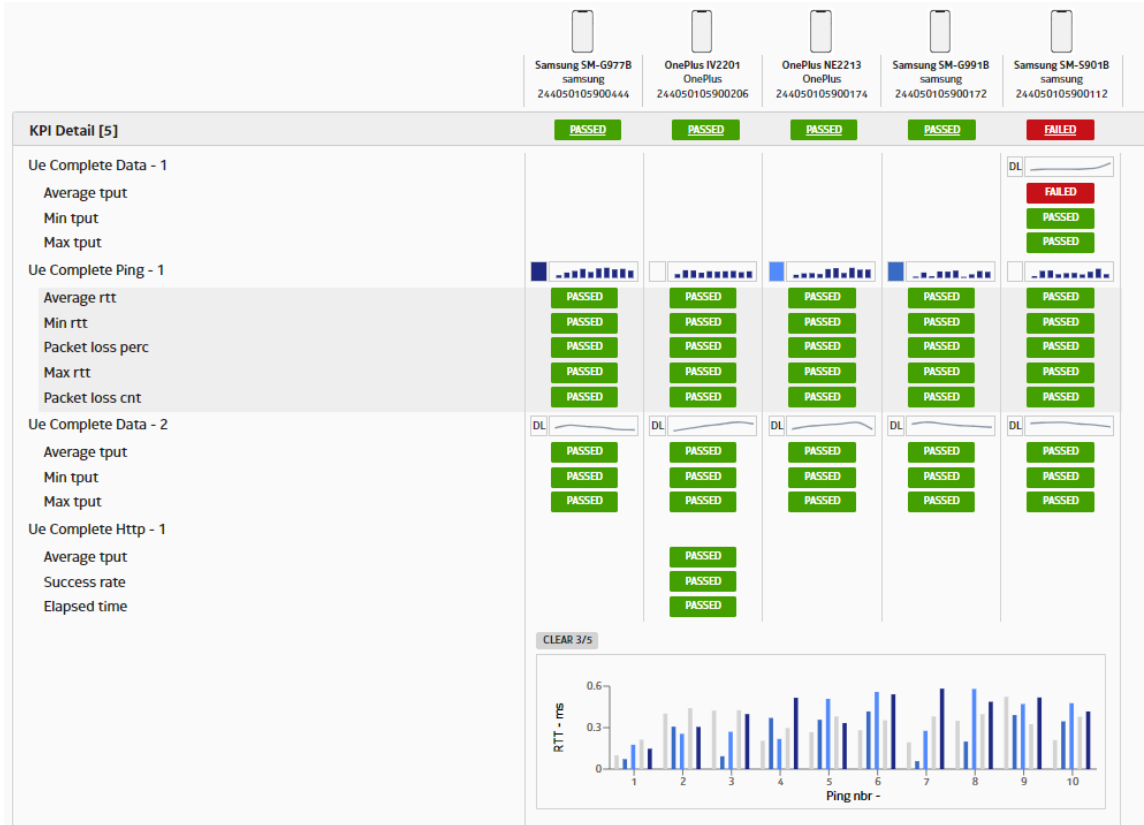 Samsung SM-G977B OnePlus IV2201 OnePlus NE2213 Samsung SM-G991B Samsung SM-S901B
samsung OnePlus OnePlus samsung samsung
244050105900444 244050105900206 244050105900174 244050105900172 244050105900112
KPI Detail [5] PASSED PASSED PASSED PASSED FAILED
Ue Complete Data - 1 DL
Average tput FAILED
Min tput PASSED
Max tput PASSED
Ue Complete Ping - 1
Average rtt PASSED PASSED PASSED PASSED PASSED
Min rtt PASSED PASSED PASSED PASSED PASSED
Packet loss perc PASSED PASSED PASSED PASSED PASSED
Max rtt PASSED PASSED PASSED PASSED PASSED
Packet loss cnt PASSED PASSED PASSED PASSED PASSED
Ue Complete Data - 2 DL DL DL DL DL
Average tput PASSED PASSED PASSED PASSED PASSED
Min tput PASSED PASSED PASSED PASSED PASSED
Max tput PASSED PASSED PASSED PASSED PASSED
Ue Complete Http - 1
Average tput PASSED
Success rate PASSED
Elapsed time PASSED
CLEAR 3/5
RTT - ms
0.6
0.3
0
1 2 3 4 5 6 7 8 9 10
Ping nbr -